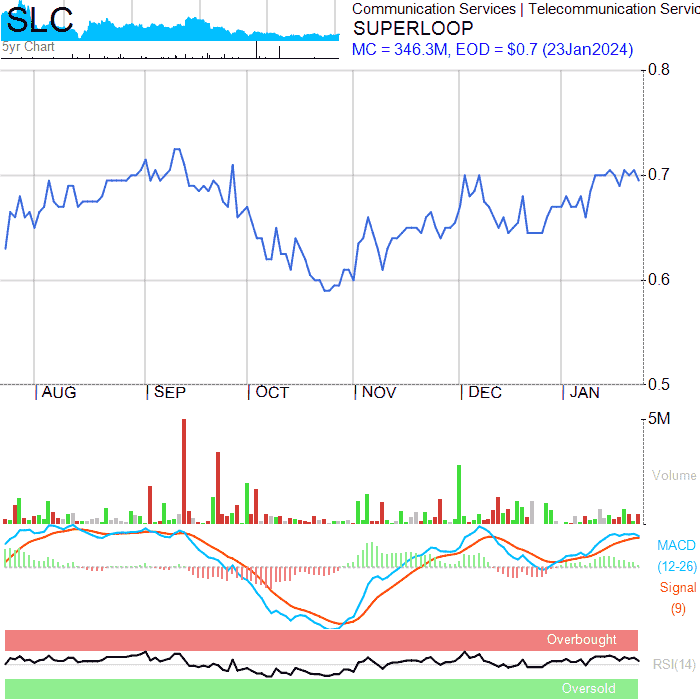 SLC
5yr Chart
Communication Services | Telecommunication Servic
SUPERLOOP
MC = 346.3M, EOD = $0.7 (23Jan2024)
0.8
0.7
0.6
0.5
AUG SEP OCT NOV DEC JAN
5M
Volume
MACD
(12-26)
Signal
(9)
Overbought
RSI(14)
Oversold